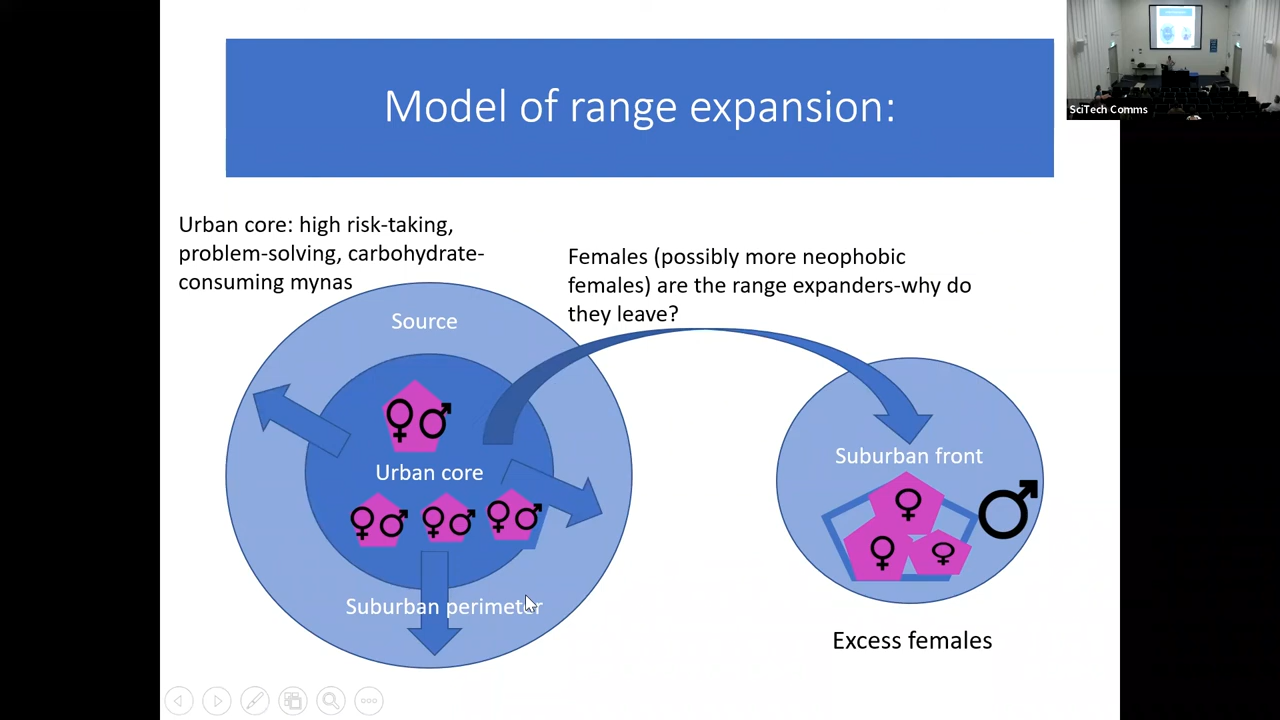 Model of range expansion:
SciTech Comms
Urban core: high risk-taking,
problem-solving, carbohydrate-
consuming mynas
Females (possibly more neophobic
females) are the range expanders-why do
they leave?
Source
Urban core
Suburban perimeter
Suburban front
Excess females